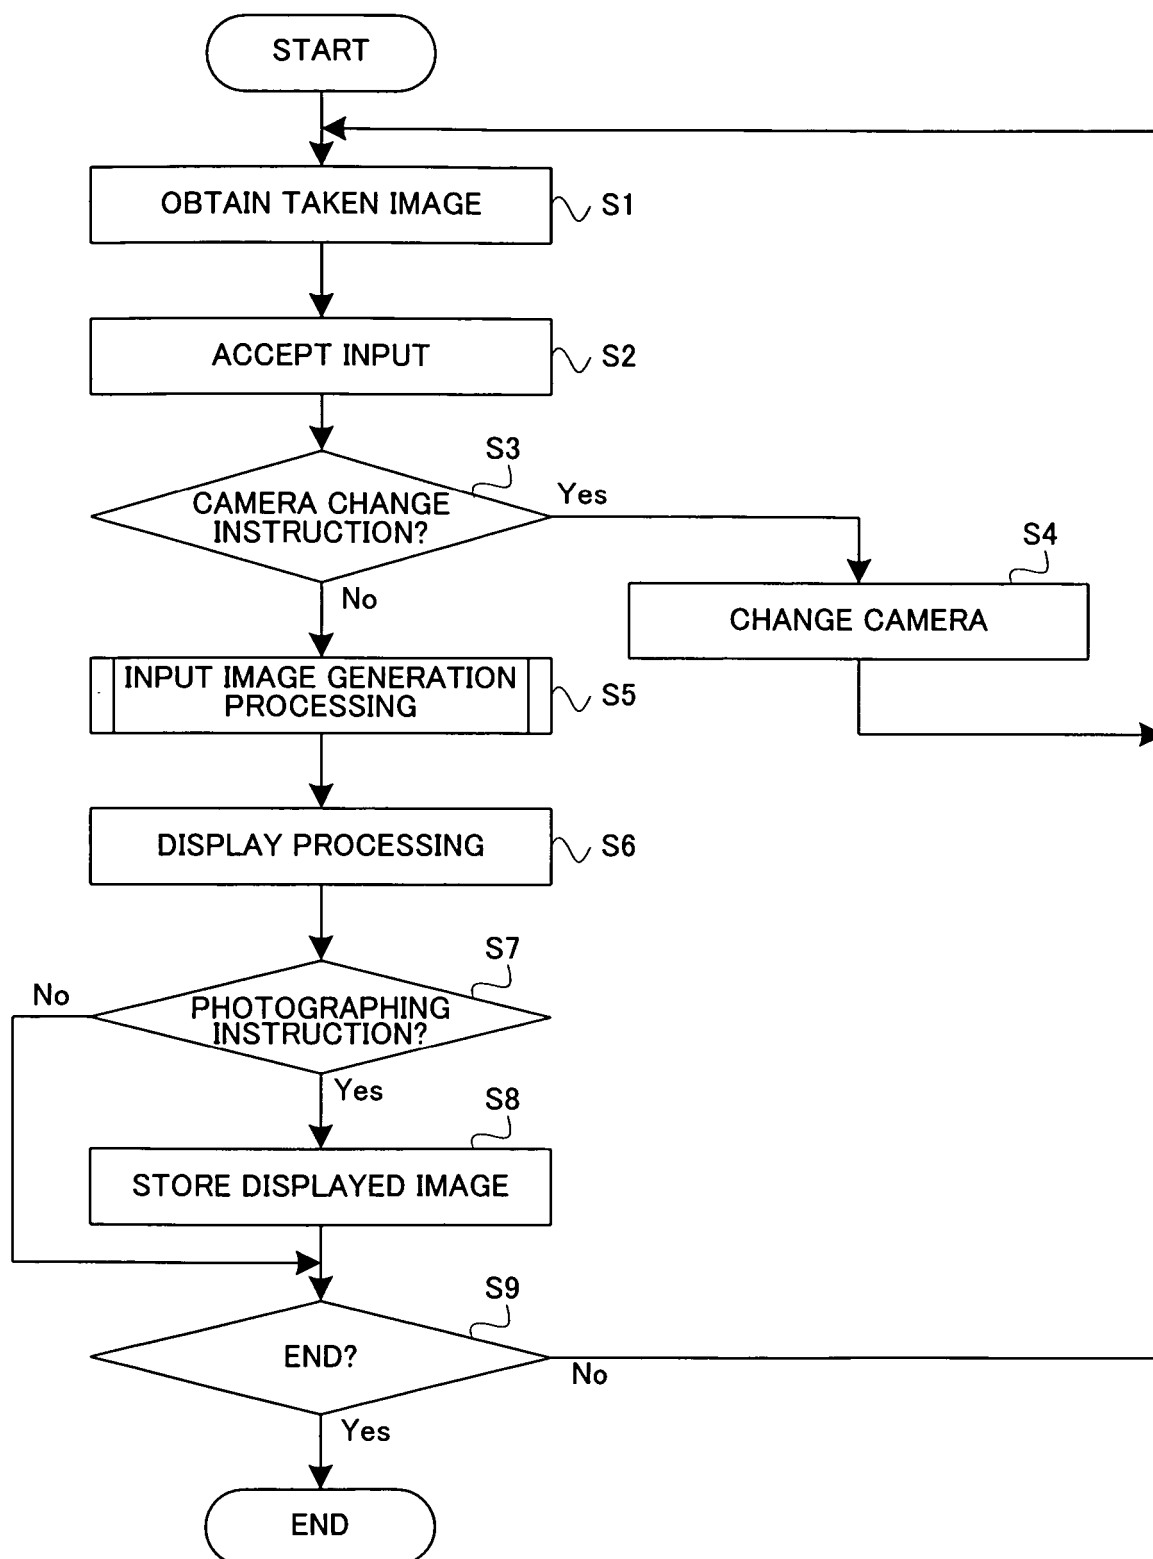 START
OBTAIN TAKEN IMAGE
S1
ACCEPT INPUT
S2
S3
CAMERA CHANGE
INSTRUCTION?
Yes
No
S4
CHANGE CAMERA
INPUT IMAGE GENERATION
PROCESSING
S5
DISPLAY PROCESSING
S6
S7
No
PHOTOGRAPHING
INSTRUCTION?
Yes
S8
STORE DISPLAYED IMAGE
S9
END?
No
Yes
END